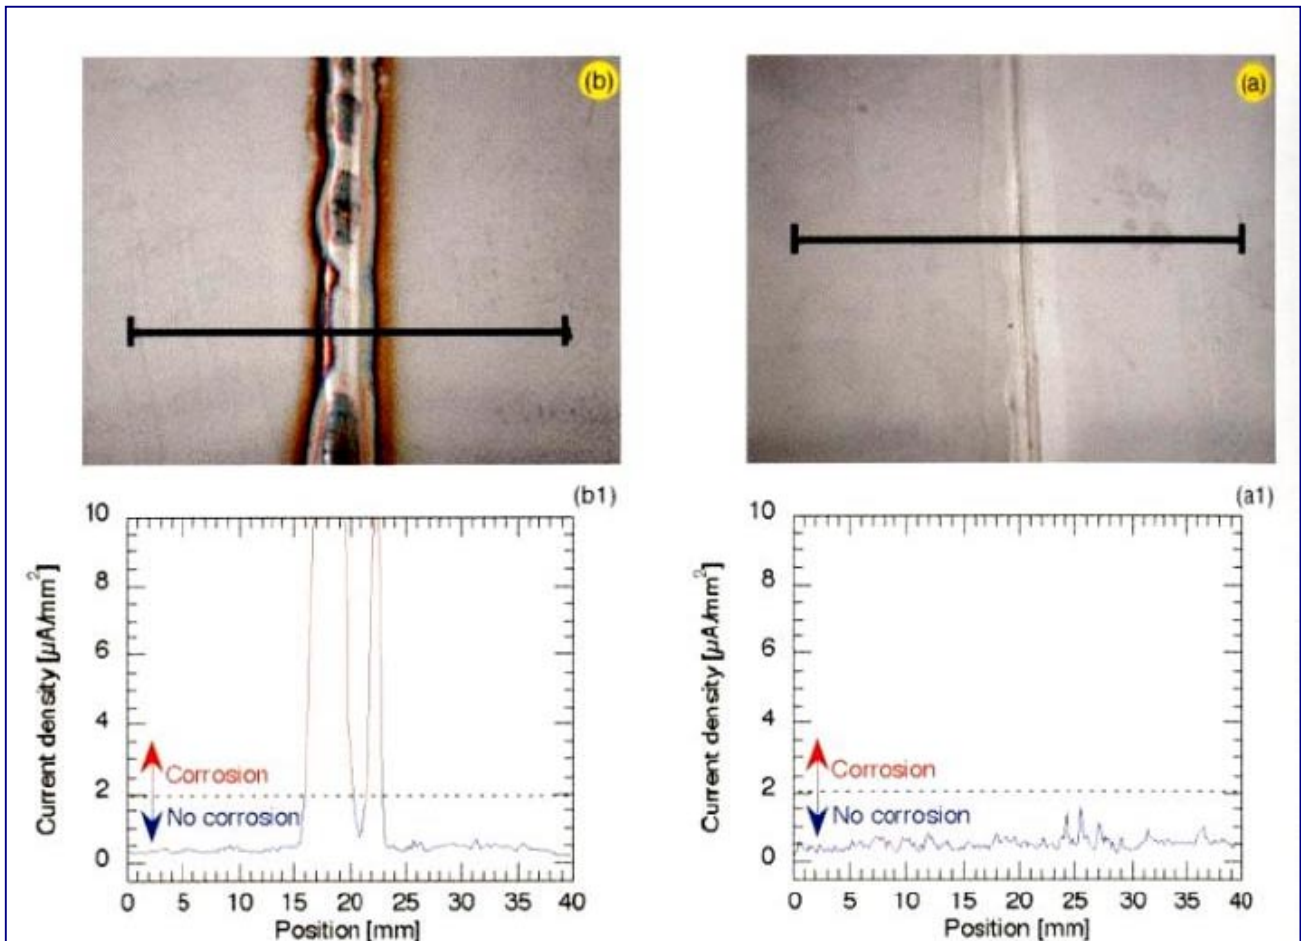 (b)
(a)
(b1)
10
8
6
4
2
0
Current density [µA/mm²]
Corrosion
No corrosion
0 5 10 15 20 25 30 35 40
Position [mm]
(a1)
10
8
6
4
2
0
Current density [µA/mm²]
Corrosion
No corrosion
0 5 10 15 20 25 30 35 40
Position [mm]